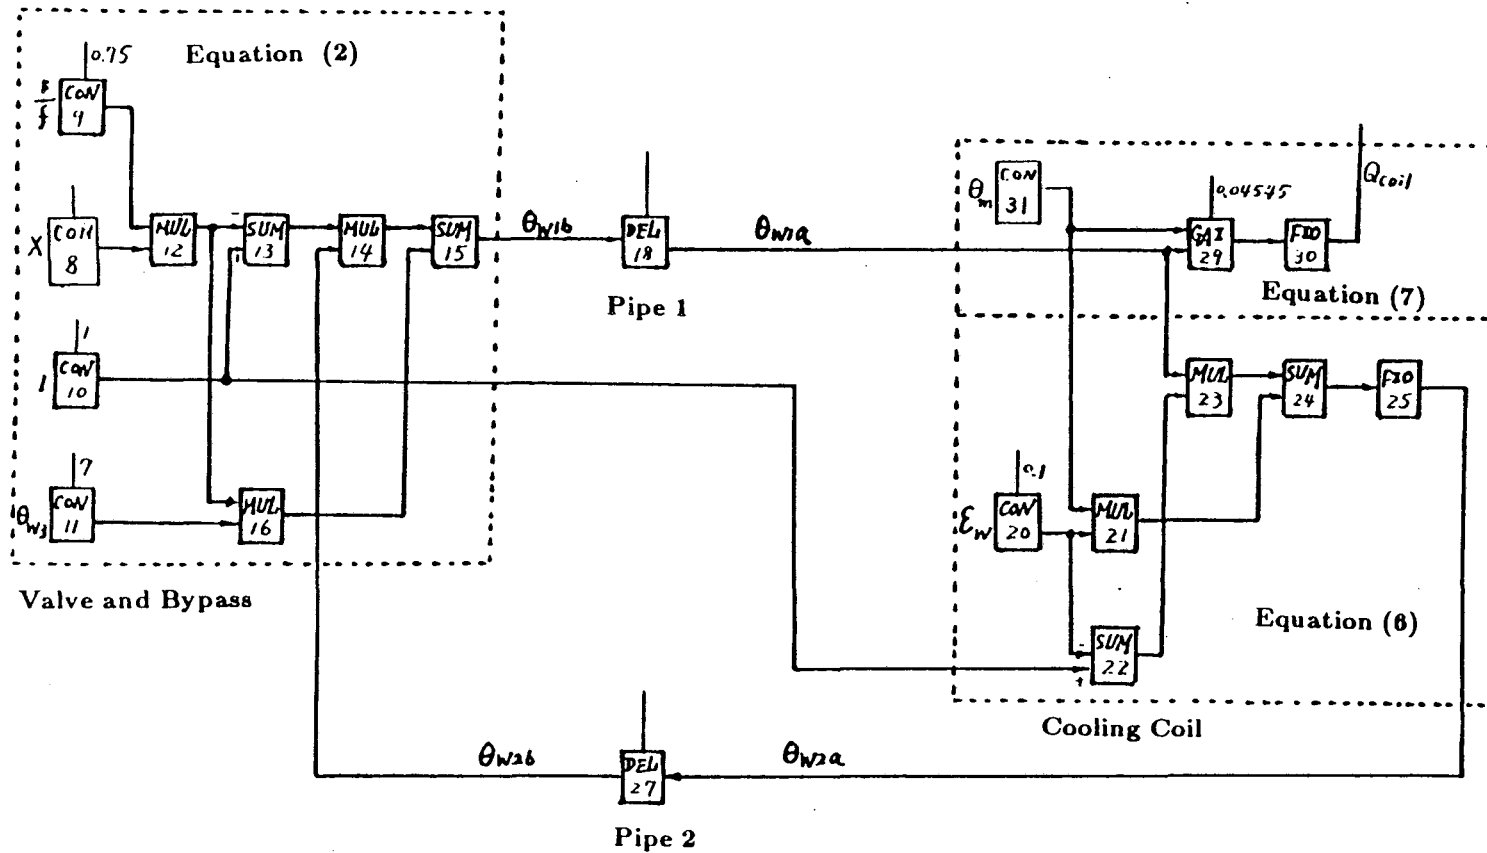 Equation (2)
0.75
CON
9
X
CON
8
MUL
12
-
SUM
13
MUL
14
SUM
15
θw1b
DEL
18
Pipe 1
θw1a
θm
CON
31
0.04545
GAI
29
FIO
30
Qcoil
Equation (7)
1
1
CON
10
7
θw3
CON
11
MUL
16
Valve and Bypass
MUL
23
SUM
24
FIO
25
0.1
εw
CON
20
MUL
21
-
SUM
22
+
Equation (6)
Cooling Coil
θw2b
DEL
27
θw2a
Pipe 2